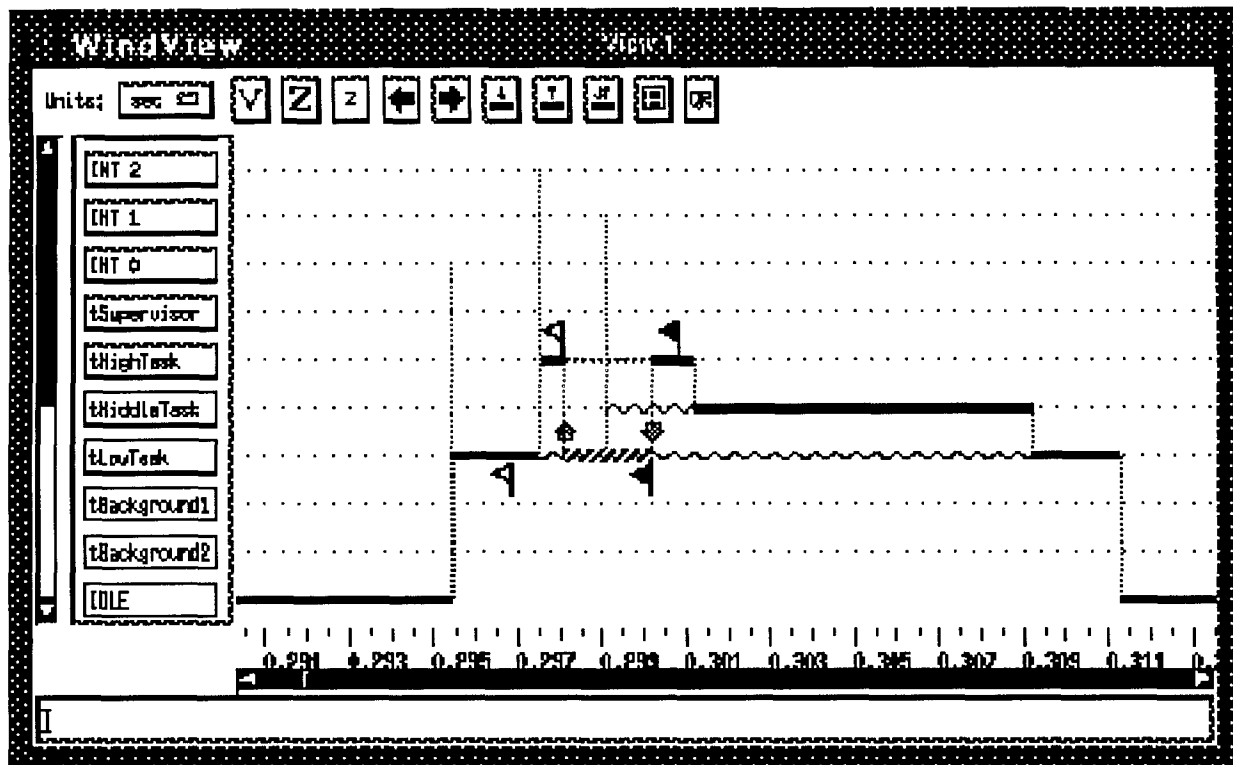 WindView
View 1
Units: sec
V Z z
INT 2
INT 1
INT 0
tSupervisor
tHighTask
tMiddleTask
tLowTask
tBackground1
tBackground2
IDLE
0.291 0.293 0.295 0.297 0.299 0.301 0.303 0.305 0.307 0.309 0.311